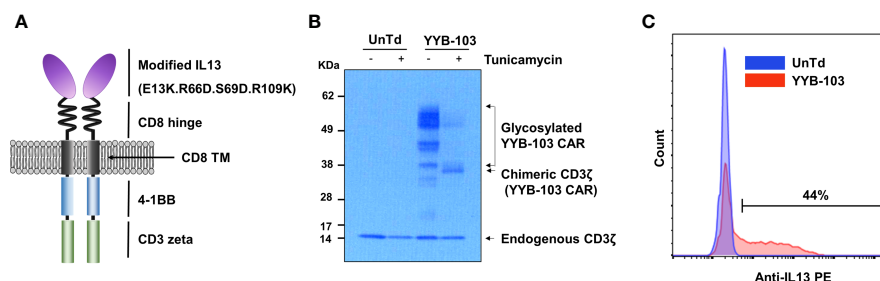 A
Modified IL13
(E13K.R66D.S69D.R109K)
CD8 hinge
CD8 TM
4-1BB
CD3 zeta
B
UnTd YYB-103
- + - + Tunicamycin
KDa
62
49
38
28
17
14
Glycosylated
YYB-103 CAR
Chimeric CD3ζ
(YYB-103 CAR)
Endogenous CD3ζ
C
UnTd
YYB-103
44%
Count
Anti-IL13 PE